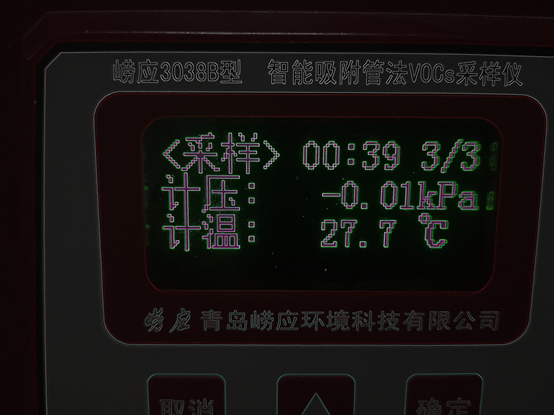 崂应3038B型 智能吸附管法VOCs采样仪
<采样> 00:39 3/3
计压: -0.01kPa
计温: 27.7 ℃
崂应 青岛崂应环境科技有限公司
取消 ▲ 确定